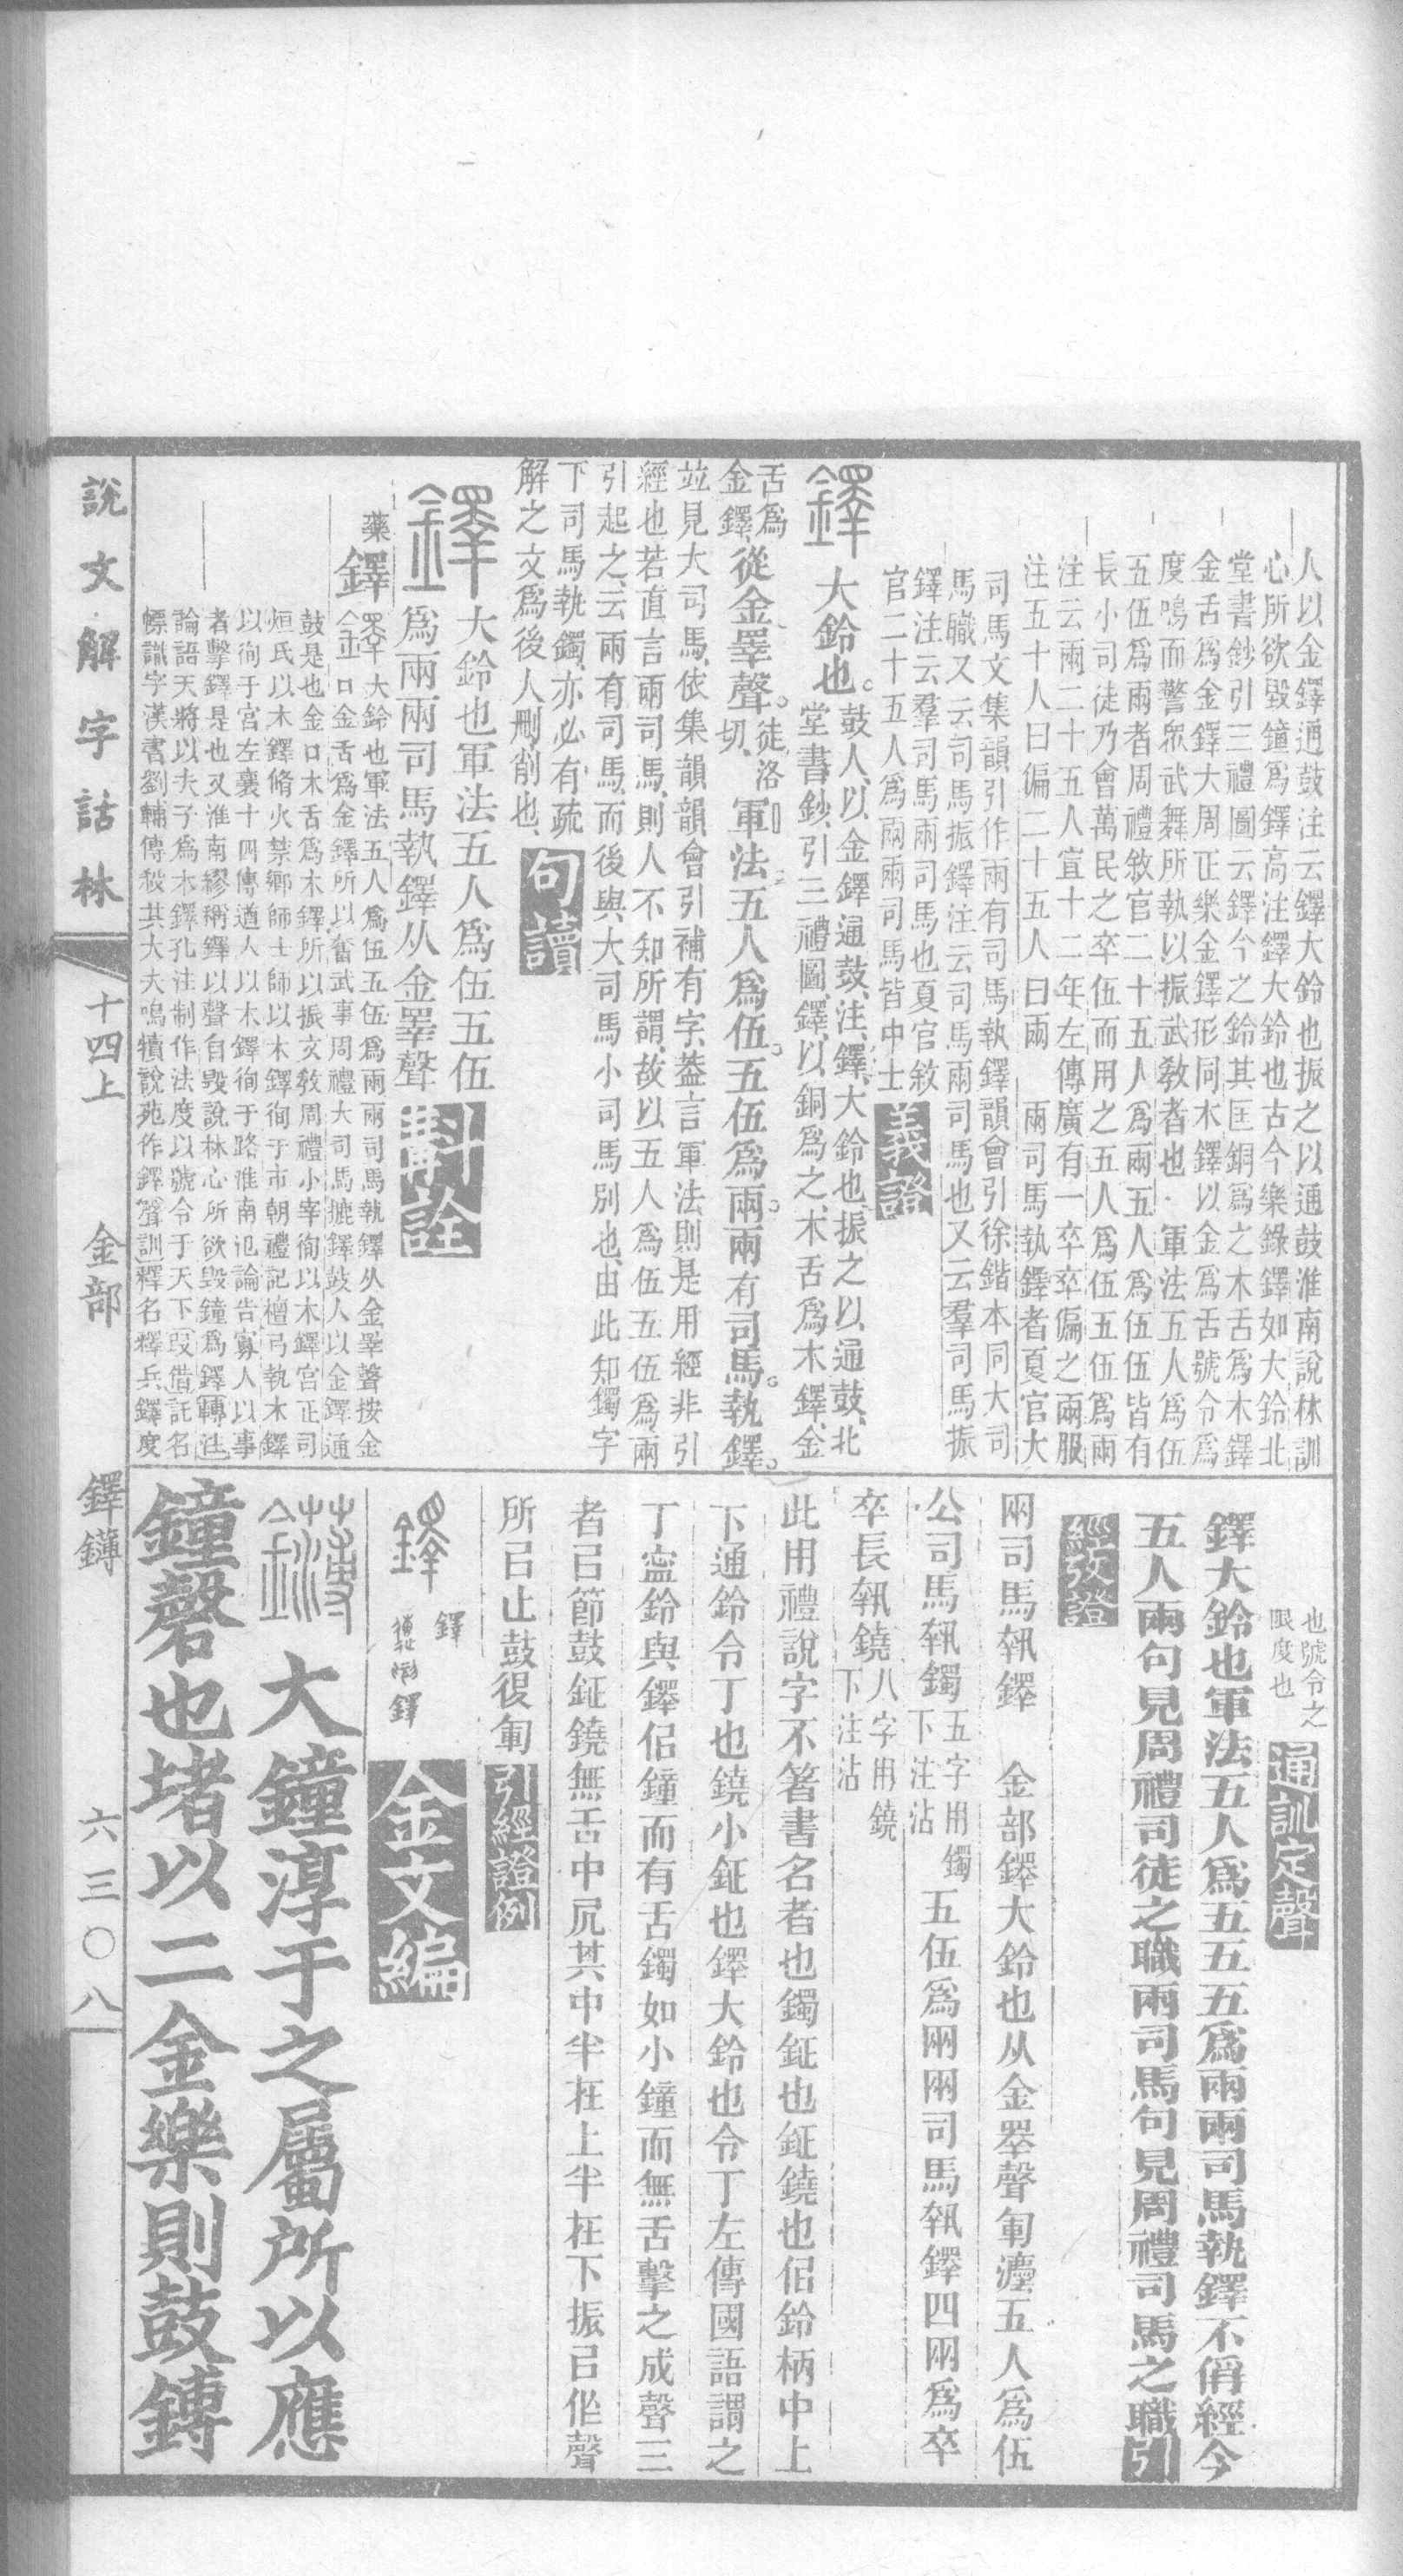 人以金鐸通鼓注云鐸大鈴也振之以通鼓淮南說林訓
心所欲毀鐘爲鐸高注鐸大鈴也古今樂錄鐸如大鈴北
堂書鈔引三禮圖云鐸今之鈴其匡銅爲之木舌爲木鐸
金舌爲金鐸大周正樂金鐸形同木鐸以金爲舌號令爲
度鳴而警衆武舞所執以振武敎者也 軍法五人爲伍
五伍爲兩者周禮敘官二十五人爲兩五人爲伍伍皆有
長小司徒乃會萬民之卒伍而用之五人爲伍五伍爲兩
注云兩二十五人宣十二年左傳廣有一卒卒偏之兩服
注五十人曰偏二十五人曰兩 兩司馬執鐸者夏官大
司馬文集韻引作兩有司馬執鐸韻會引徐鍇本同大司
馬職又云司馬振鐸注云司馬兩司馬也又云羣司馬振
鐸注云羣司馬兩司馬也夏官敘
官二十五人爲兩兩司馬皆中士 義證
鐸 大鈴也。鼓人、以金鐸通鼓、注、鐸、大鈴也、振之以通鼓、北
堂書鈔、引三禮圖、鐸、以銅爲之、木舌爲木鐸、金
舌爲
金鐸、從金睪聲。徒洛切、軍法五人爲伍。五伍爲兩。兩有司馬。執鐸。
竝見大司馬、依集韻韻會引補有字、葢言軍法則是用經非引
經也若直言兩司馬、則人不知所謂、故以五人爲伍五伍爲兩
引起之、云兩有司馬、而後與、大司馬小司馬別也、由此知鐲字
下司馬執鐲、亦必有疏
解之文爲後人刪削也、 句讀
鐸 大鈴也軍法五人爲伍五伍
爲兩兩司馬執鐸从金睪聲 斠詮
藥 鐸 鐸 大鈴也軍法五人爲伍五伍爲兩兩司馬執鐸从金睪聲按金
口金舌爲金鐸所以奮武事周禮大司馬摝鐸鼓人以金鐸通
鼓是也金口木舌爲木鐸所以振文敎周禮小宰徇以木鐸宫正司
烜氏以木鐸脩火禁鄉師士師以木鐸徇于市朝禮記檀弓執木鐸
以徇于宮左襄十四傳遒人以木鐸徇于路淮南氾論告寡人以事
者擊鐸是也又淮南繆稱鐸以聲自毀說林心所欲毀鐘爲鐸轉注
論語天將以夫子爲木鐸孔注制作法度以號令于天下叚借託名
幖識字漢書劉輔傳殺其大夫鳴犢說苑作鐸聲訓釋名釋兵鐸度
也號令之
限度也 通訓定聲
鐸大鈴也軍法五人爲五五五爲兩兩司馬執鐸不偁經今
五人兩句見周禮司徒之職兩司馬句見周禮司馬之職 引
經攷證
兩司馬執鐸 金部鐸大鈴也从金睪聲軍灋五人爲伍
公司馬執鐲五字用鐲下注沾 五伍爲兩兩司馬執鐸四兩爲卒
卒長執鐃八字用鐃下注沾
此用禮說字不箸書名者也鐲鉦也鉦鐃也佀鈴柄中上
下通鈴令丁也鐃小鉦也鐸大鈴也令丁左傳國語謂之
丁寍鈴與鐸佀鐘而有舌鐲如小鐘而無舌擊之成聲三
者㠯節鼓鉦鐃無舌中凥其中半在上半在下振㠯作聲
所㠯止鼓復軍 引經證例
鐸 鐸 金文編
鏄 大鐘淳于之屬所以應
鐘磬也堵以二金樂則鼓鏄
說文解字詁林 十四上 金部 鐸鏄 六三〇八